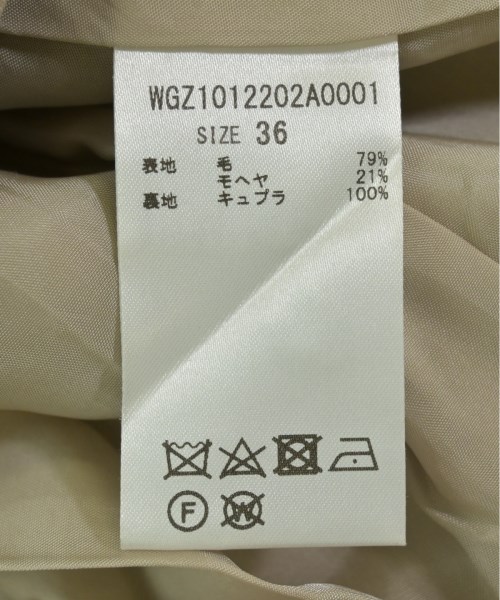 WGZ1012202A0001
SIZE 36
表地 毛 79%
モヘヤ 21%
裏地 キュプラ 100%
F W